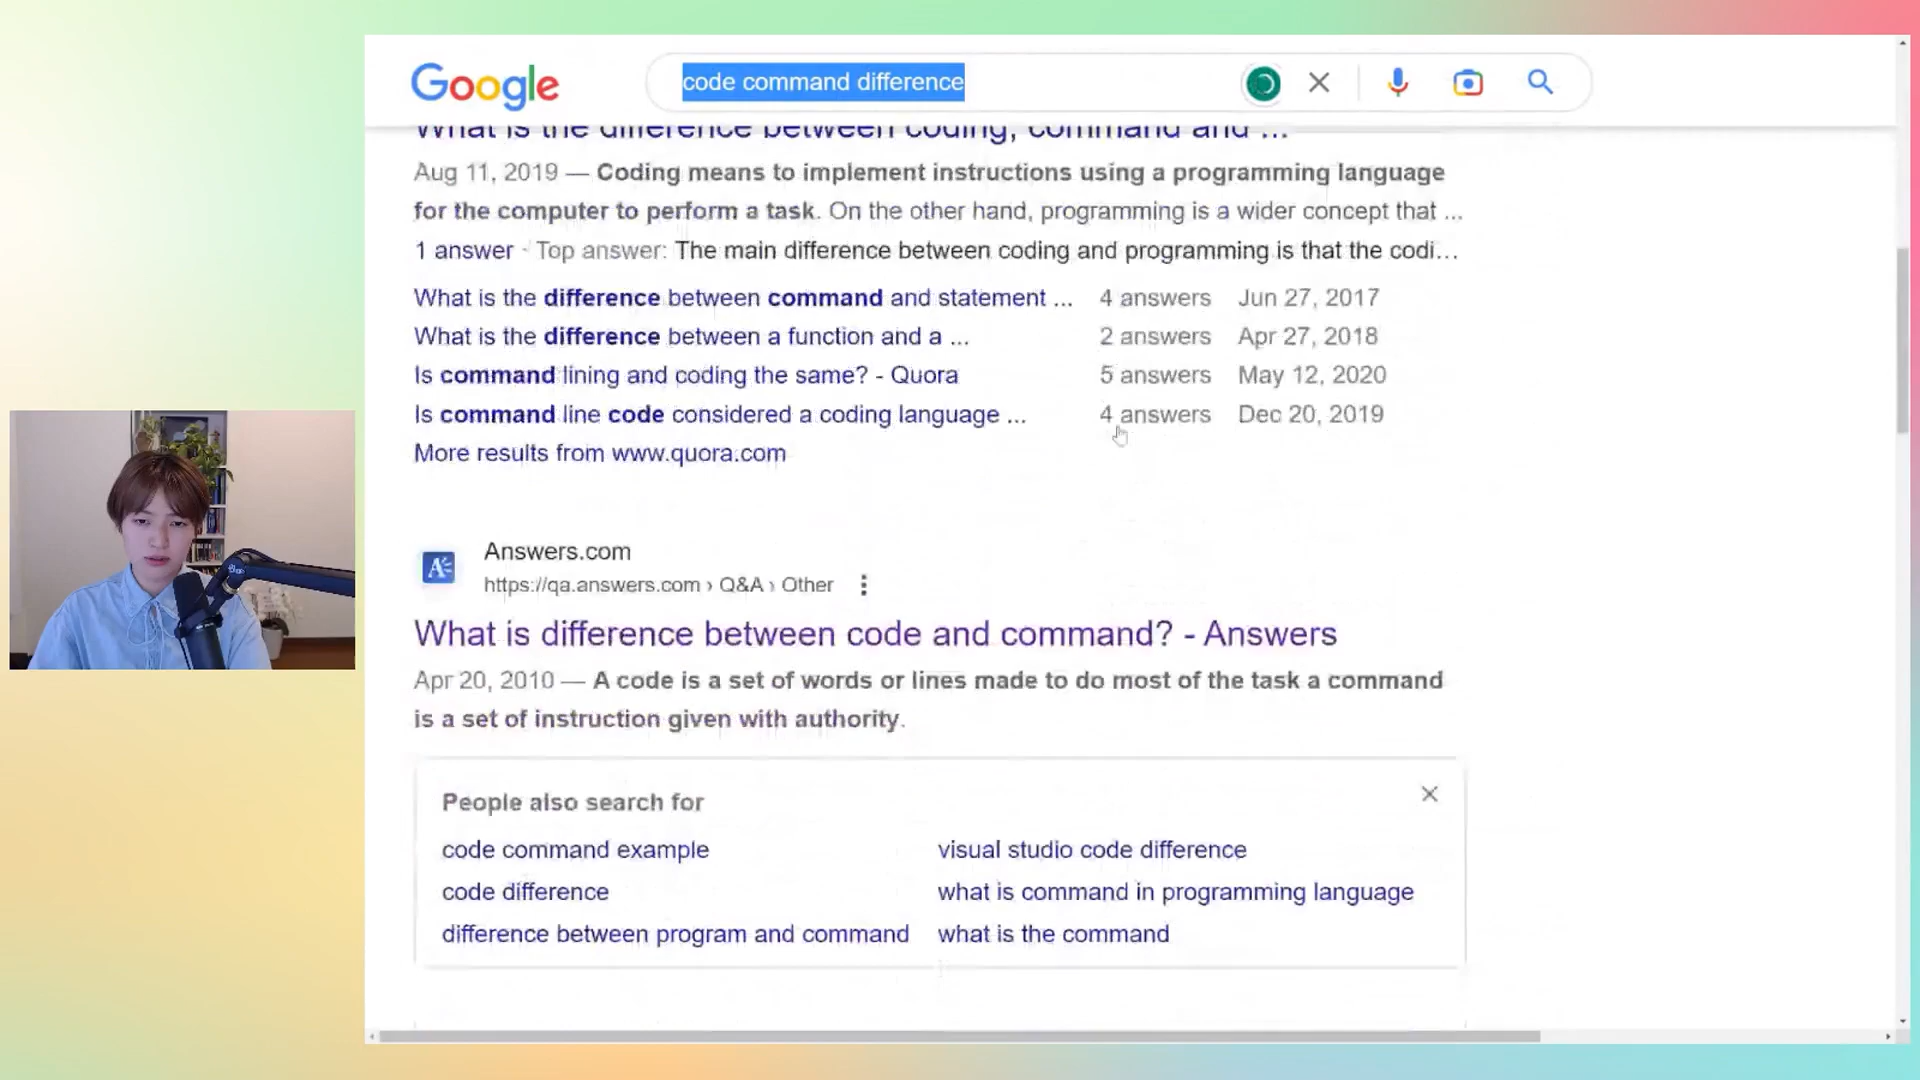 Google
code command difference
What is the difference between coding, command and ...
Aug 11, 2019 — Coding means to implement instructions using a programming language
for the computer to perform a task. On the other hand, programming is a wider concept that ...
1 answer · Top answer: The main difference between coding and programming is that the codi...
What is the difference between command and statement ... 4 answers Jun 27, 2017
What is the difference between a function and a ... 2 answers Apr 27, 2018
Is command lining and coding the same? - Quora 5 answers May 12, 2020
Is command line code considered a coding language ... 4 answers Dec 20, 2019
More results from www.quora.com
Answers.com
https://qa.answers.com › Q&A › Other
What is difference between code and command? - Answers
Apr 20, 2010 — A code is a set of words or lines made to do most of the task a command
is a set of instruction given with authority.
People also search for
code command example visual studio code difference
code difference what is command in programming language
difference between program and command what is the command